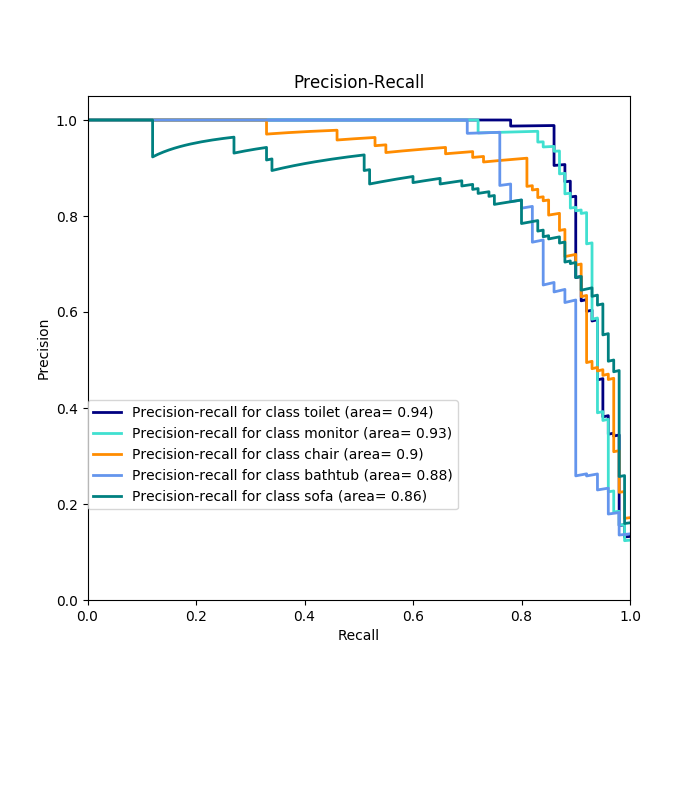 Precision-Recall
1.0
0.8
0.6
0.4
0.2
0.0
Precision
Precision-recall for class toilet (area= 0.94)
Precision-recall for class monitor (area= 0.93)
Precision-recall for class chair (area= 0.9)
Precision-recall for class bathtub (area= 0.88)
Precision-recall for class sofa (area= 0.86)
0.0 0.2 0.4 0.6 0.8 1.0
Recall